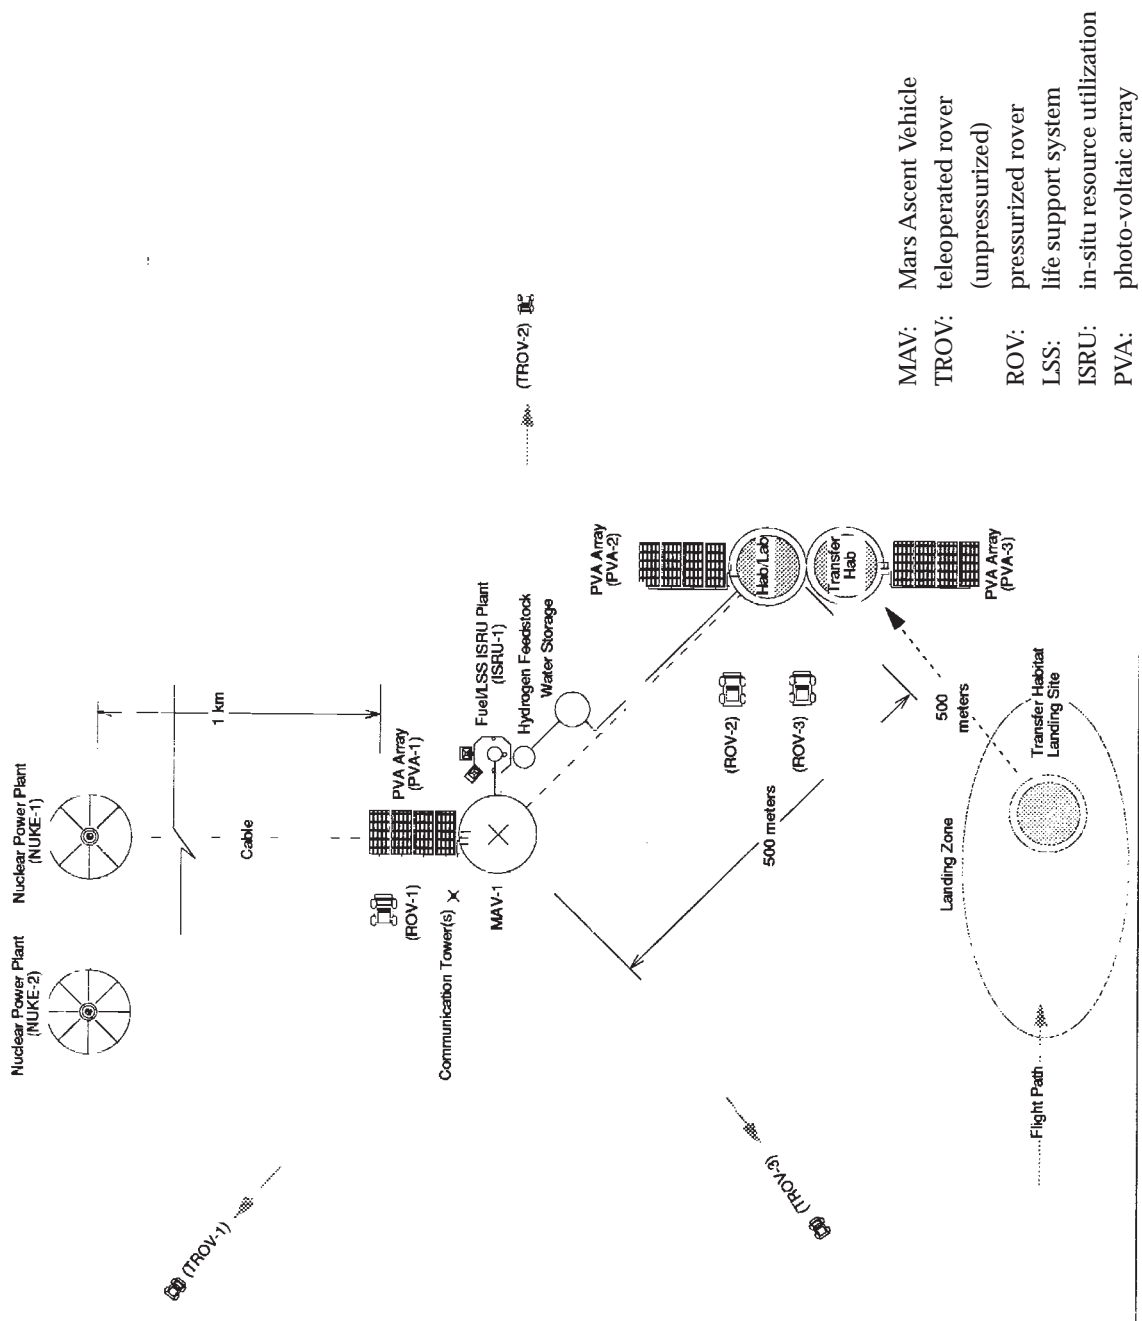 Nuclear Power Plant
(NUKE-2)
Nuclear Power Plant
(NUKE-1)
1 km
Cable
(TROV-1)
(ROV-1)
PVA Array
(PVA-1)
Communication Tower(s)
MAV-1
Fuel/LSS ISRU Plant
(ISRU-1)
Hydrogen Feedstock
Water Storage
(TROV-2)
PVA Array
(PVA-2)
Hab/Lab
Transfer
Hab
PVA Array
(PVA-3)
(ROV-2)
(ROV-3)
500 meters
(TROV-3)
500
meters
Landing Zone
Transfer Habitat
Landing Site
Flight Path
MAV: Mars Ascent Vehicle
TROV: teleoperated rover
(unpressurized)
ROV: pressurized rover
LSS: life support system
ISRU: in-situ resource utilization
PVA: photo-voltaic array